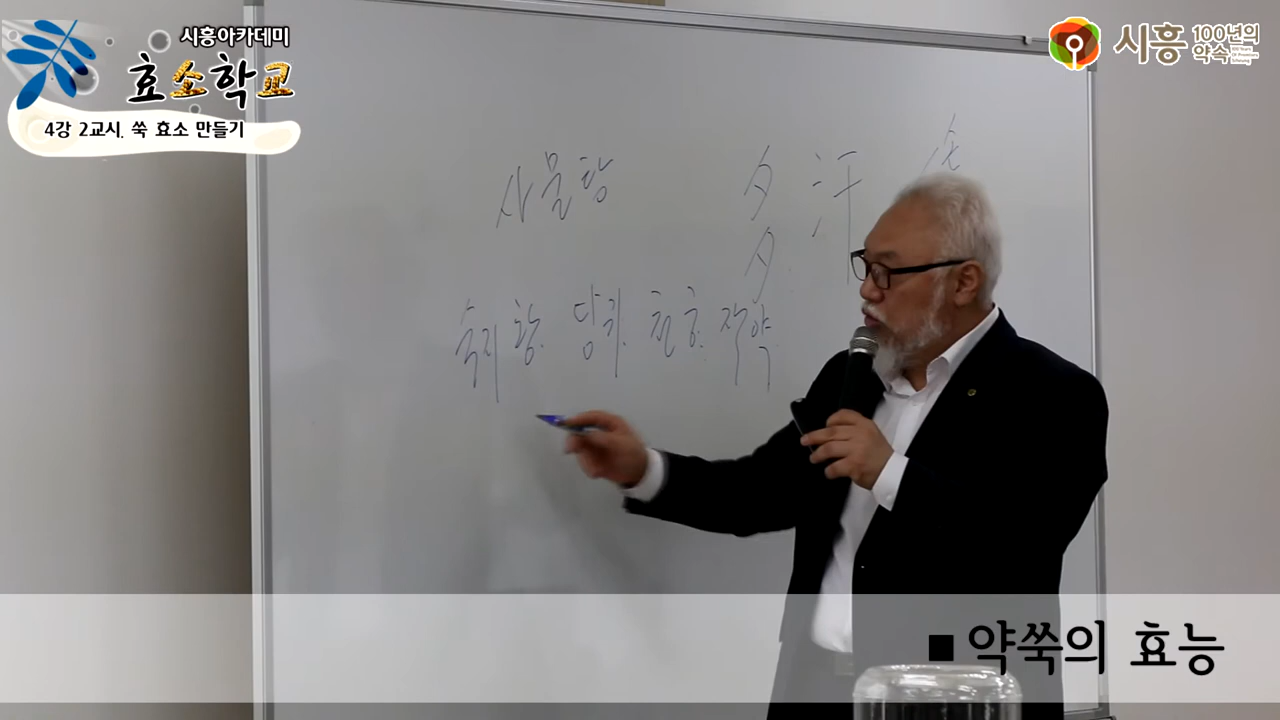 시흥아카데미
효소학교
4강 2교시. 쑥 효소 만들기
시흥 100년의 약속
사물탕
多 汗
숙지황. 당귀. 천궁. 작약
■ 약쑥의 효능